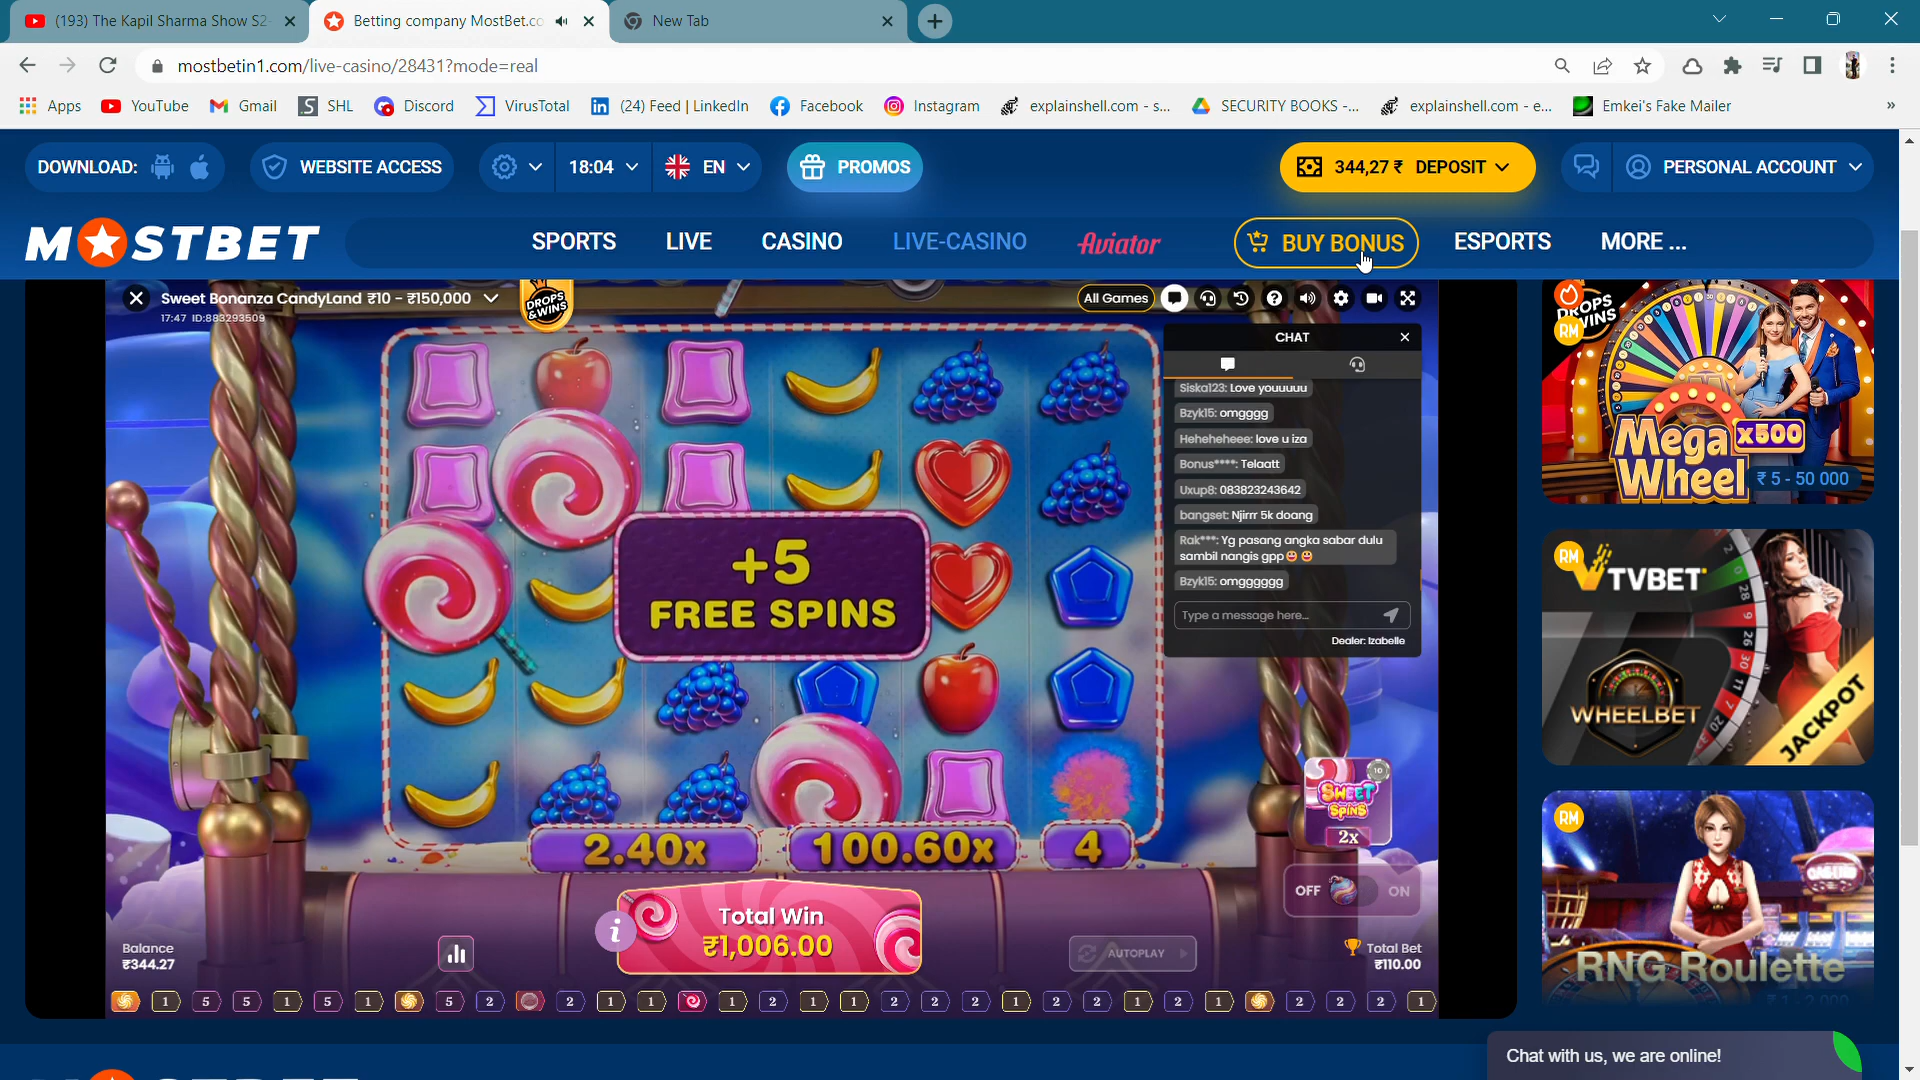 (193) The Kapil Sharma Show S2
Betting company MostBet.co
New Tab
mostbetin1.com/live-casino/28431?mode=real
Apps YouTube Gmail SHL Discord VirusTotal (24) Feed | LinkedIn Facebook Instagram explainshell.com - s... SECURITY BOOKS -... explainshell.com - e... Emkei's Fake Mailer »
DOWNLOAD: WEBSITE ACCESS 18:04 EN PROMOS 344,27 ₹ DEPOSIT PERSONAL ACCOUNT
MOSTBET SPORTS LIVE CASINO LIVE-CASINO Aviator BUY BONUS ESPORTS MORE ...
Sweet Bonanza CandyLand ₹10 - ₹150,000
17:47 ID:883293509
DROPS & WINS
All Games
CHAT
Siska123: Love youuuuu
Bzyk15: omgggg
Heheheheee: love u iza
Bonus****: Telaatt
Uxup8: 083823243642
bangset: Njirrr 5k doang
Rak***: Yg pasang angka sabar dulu
sambil nangis gpp
Bzyk15: omgggggg
Type a message here...
Dealer: Izabelle
+5
FREE SPINS
2.40x 100.60x 4
10
SWEET
SPINS
2x
OFF ON
Total Win
₹1,006.00
Balance
₹344.27
AUTOPLAY
Total Bet
₹110.00
1 5 5 1 5 1 5 2 2 1 1 1 2 1 1 2 2 2 1 2 2 1 2 1 2 2 2 1
DROPS
WINS
RM
Mega x500
Wheel ₹ 5 - 50 000
RM
TVBET
WHEELBET
JACKPOT
RM
RNG Roulette
₹ 1 - 2 000
Chat with us, we are online!